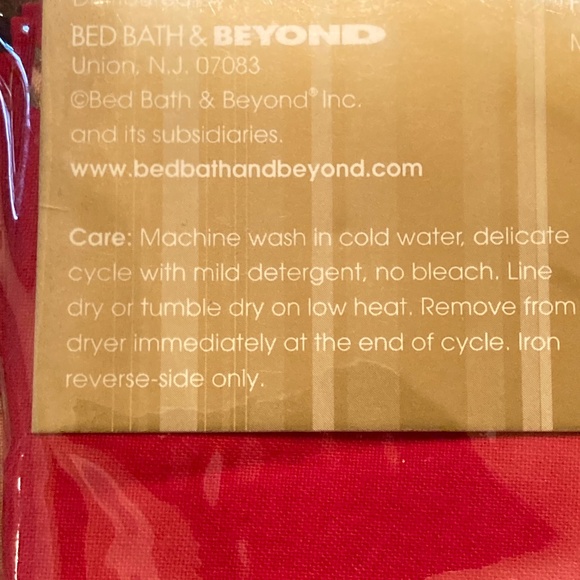 BED BATH & BEYOND
Union, N.J. 07083
©Bed Bath & Beyond® Inc.
and its subsidiaries.
www.bedbathandbeyond.com
Care: Machine wash in cold water, delicate
cycle with mild detergent, no bleach. Line
dry or tumble dry on low heat. Remove from
dryer immediately at the end of cycle. Iron
reverse-side only.